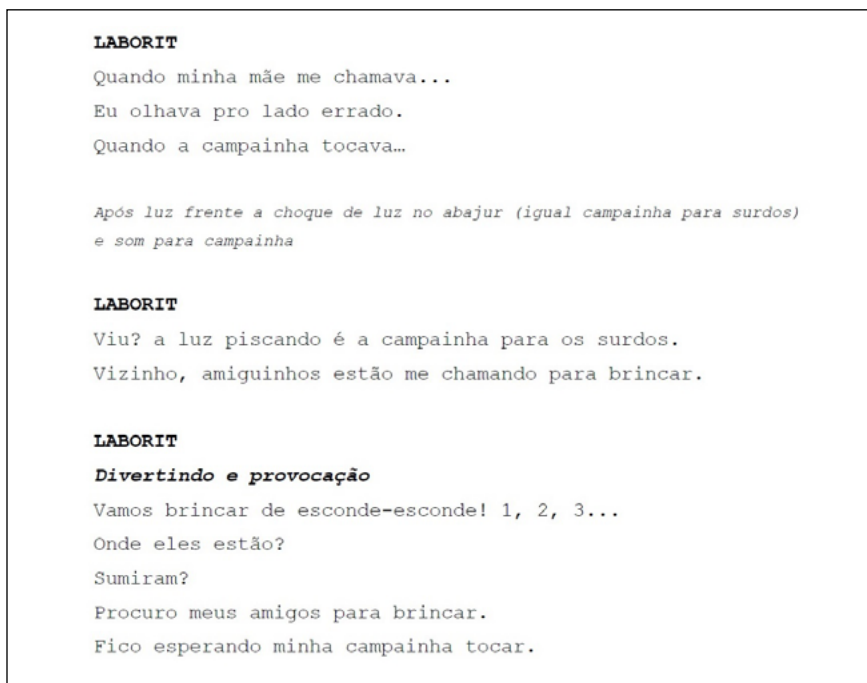 LABORIT
Quando minha mãe me chamava...
Eu olhava pro lado errado.
Quando a campainha tocava…
Após luz frente a choque de luz no abajur (igual campainha para surdos)
e som para campainha
LABORIT
Viu? a luz piscando é a campainha para os surdos.
Vizinho, amiguinhos estão me chamando para brincar.
LABORIT
Divertindo e provocação
Vamos brincar de esconde-esconde! 1, 2, 3...
Onde eles estão?
Sumiram?
Procuro meus amigos para brincar.
Fico esperando minha campainha tocar.